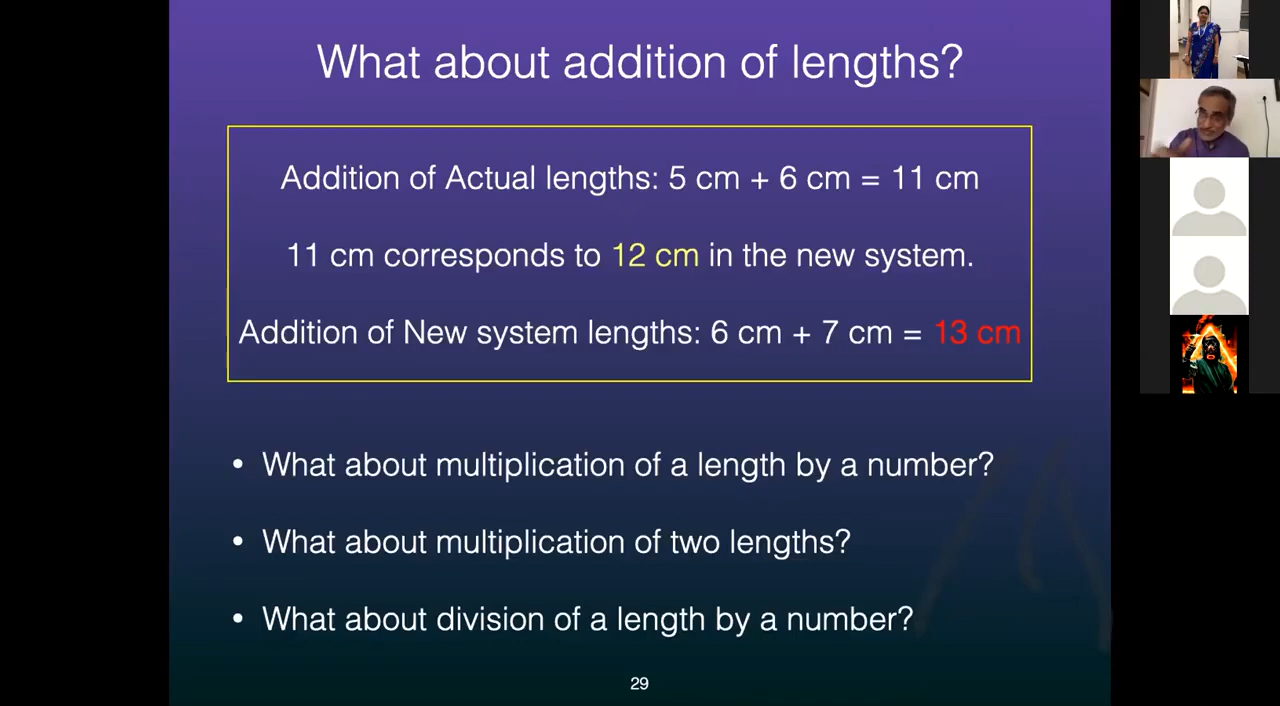 What about addition of lengths?
Addition of Actual lengths: 5 cm + 6 cm = 11 cm
11 cm corresponds to 12 cm in the new system.
Addition of New system lengths: 6 cm + 7 cm = 13 cm
• What about multiplication of a length by a number?
• What about multiplication of two lengths?
• What about division of a length by a number?
29